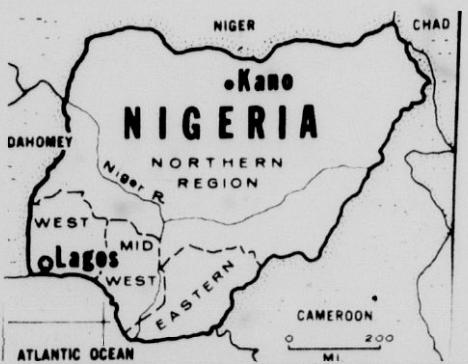 NIGER
CHAD
Kano
NIGERIA
DAHOMEY
NORTHERN
REGION
Niger R.
WEST
MID
WEST
Lagos
EASTERN
CAMEROON
0 200
MI.
ATLANTIC OCEAN